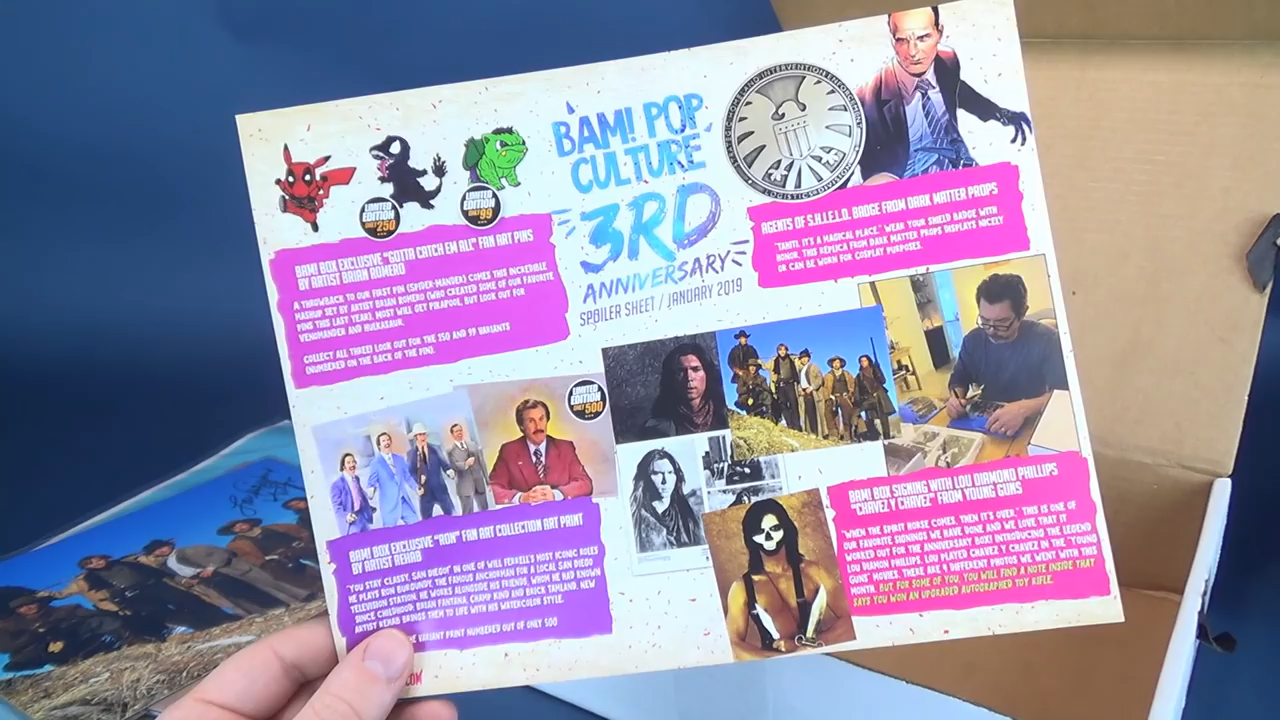 BAM! POP
CULTURE
3RD
ANNIVERSARY
SPOILER SHEET / JANUARY 2019
LIMITED
EDITION
ONLY 250
LIMITED
EDITION
ONLY 99
BAM! BOX EXCLUSIVE "GOTTA CATCH EM ALL" FAN ART PINS
BY ARTIST BRIAN ROMERO
A THROWBACK TO OUR FIRST PIN (SPIDER-MANDER) COMES THIS INCREDIBLE
MASHUP SET BY ARTIST BRIAN ROMERO (WHO CREATED SOME OF OUR FAVORITE
PINS THIS LAST YEAR). MOST WILL GET PIKAPOOL, BUT LOOK OUT FOR
VENOMANDER AND HULKASAUR.
COLLECT ALL THREE! LOOK OUT FOR THE 250 AND 99 VARIANTS
(NUMBERED ON THE BACK OF THE PIN).
STRATEGIC HOMELAND INTERVENTION ENFORCEMENT
LOGISTICS DIVISION
AGENTS OF S.H.I.E.L.D. BADGE FROM DARK MATTER PROPS
"TAHITI. IT'S A MAGICAL PLACE." WEAR YOUR SHIELD BADGE WITH
HONOR. THIS REPLICA FROM DARK MATTER PROPS DISPLAYS NICELY
OR CAN BE WORN FOR COSPLAY PURPOSES.
LIMITED
EDITION
ONLY 500
BAM! BOX EXCLUSIVE "RON" FAN ART COLLECTION ART PRINT
BY ARTIST REHAB
"YOU STAY CLASSY, SAN DIEGO!" IN ONE OF WILL FERRELL'S MOST ICONIC ROLES
HE PLAYS RON BURGUNDY, THE FAMOUS ANCHORMAN FOR A LOCAL SAN DIEGO
TELEVISION STATION. HE WORKS ALONGSIDE HIS FRIENDS, WHOM HE HAD KNOWN
SINCE CHILDHOOD: BRIAN FANTANA, CHAMP KIND AND BRICK TAMLAND. NEW
ARTIST REHAB BRINGS THEM TO LIFE WITH HIS WATERCOLOR STYLE.
THE VARIANT PRINT NUMBERED OUT OF ONLY 500
.COM
BAM! BOX SIGNING WITH LOU DIAMOND PHILLIPS
"CHAVEZ Y CHAVEZ" FROM YOUNG GUNS
"WHEN THE SPIRIT HORSE COMES, THEN IT'S OVER." THIS IS ONE OF
OUR FAVORITE SIGNINGS WE HAVE DONE AND WE LOVE THAT IT
WORKED OUT FOR THE ANNIVERSARY BOX! INTRODUCING THE LEGEND
LOU DIAMON PHILLIPS. LOU PLAYED CHAVEZ Y CHAVEZ IN THE "YOUNG
GUNS" MOVIES. THERE ARE 4 DIFFERENT PHOTOS WE WENT WITH THIS
MONTH. BUT, FOR SOME OF YOU, YOU WILL FIND A NOTE INSIDE THAT
SAYS YOU WON AN UPGRADED AUTOGRAPHED TOY RIFLE.